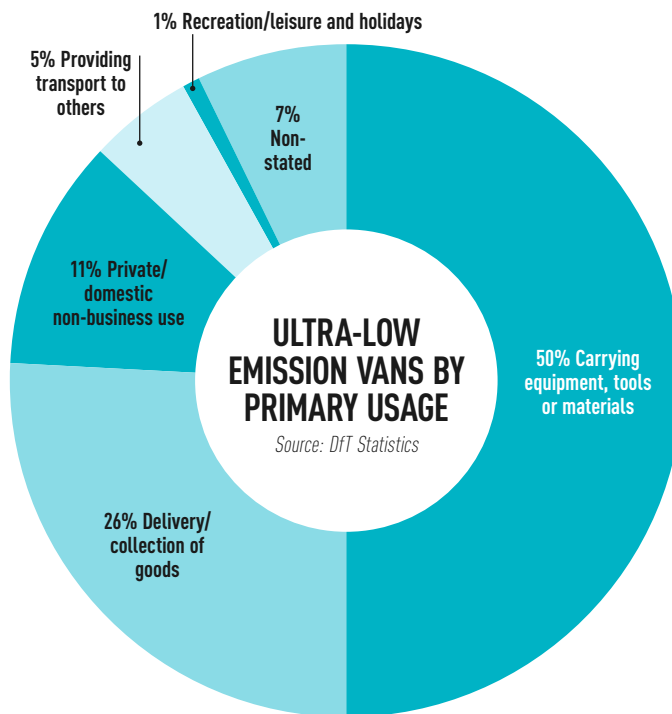 1% Recreation/leisure and holidays
5% Providing
transport to
others
7%
Non-
stated
11% Private/
domestic
non-business use
ULTRA-LOW
EMISSION VANS BY
PRIMARY USAGE
Source: DfT Statistics
50% Carrying
equipment, tools
or materials
26% Delivery/
collection of
goods